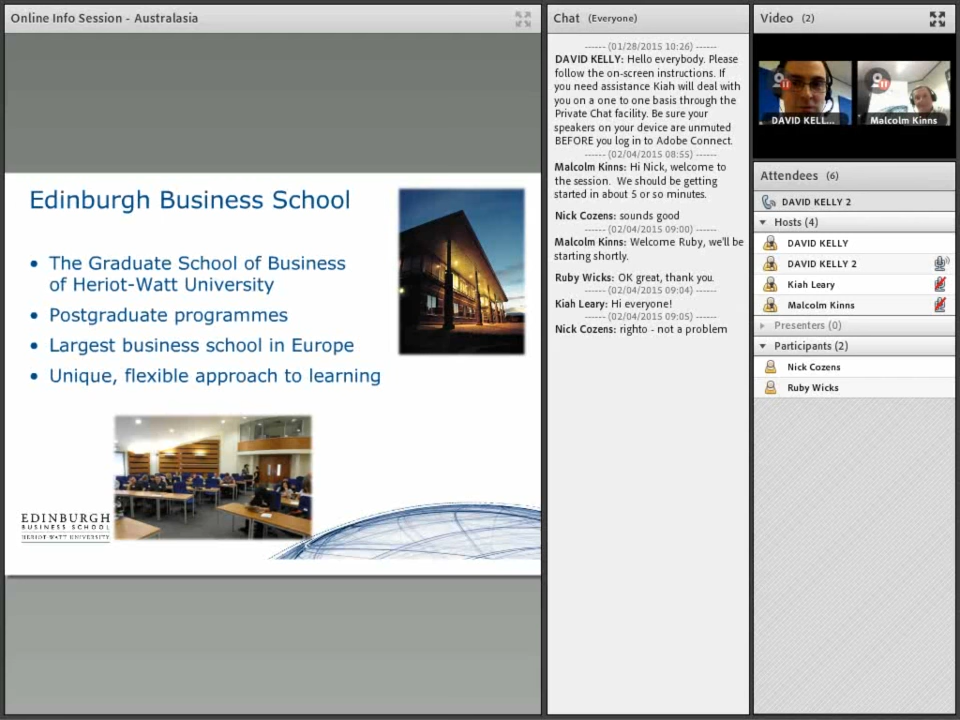 Online Info Session - Australasia
Edinburgh Business School
• The Graduate School of Business
of Heriot-Watt University
• Postgraduate programmes
• Largest business school in Europe
• Unique, flexible approach to learning
EDINBURGH
BUSINESS SCHOOL
HERIOT-WATT UNIVERSITY
Chat (Everyone)
------ (01/28/2015 10:26) ------
DAVID KELLY: Hello everybody. Please
follow the on-screen instructions. If
you need assistance Kiah will deal with
you on a one to one basis through the
Private Chat facility. Be sure your
speakers on your device are unmuted
BEFORE you log in to Adobe Connect.
------ (02/04/2015 08:55) ------
Malcolm Kinns: Hi Nick, welcome to
the session. We should be getting
started in about 5 or so minutes.
Nick Cozens: sounds good
------ (02/04/2015 09:00) ------
Malcolm Kinns: Welcome Ruby, we'll be
starting shortly.
Ruby Wicks: OK great, thank you.
------ (02/04/2015 09:04) ------
Kiah Leary: Hi everyone!
------ (02/04/2015 09:05) ------
Nick Cozens: righto - not a problem
Video (2)
DAVID KELL...
Malcolm Kinns
Attendees (6)
DAVID KELLY 2
Hosts (4)
DAVID KELLY
DAVID KELLY 2
Kiah Leary
Malcolm Kinns
Presenters (0)
Participants (2)
Nick Cozens
Ruby Wicks